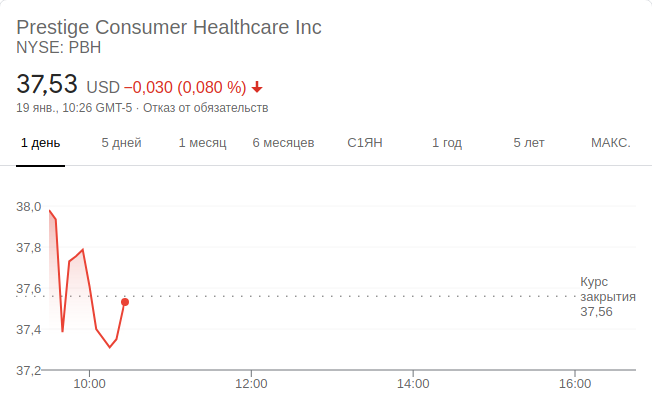 Prestige Consumer Healthcare Inc
NYSE: PBH
37,53 USD −0,030 (0,080 %)
19 янв., 10:26 GMT-5 · Отказ от обязательств
1 день 5 дней 1 месяц 6 месяцев С1ЯН 1 год 5 лет МАКС.
38,0
37,8
37,6
37,4
37,2
Курс
закрытия
37,56
10:00 12:00 14:00 16:00